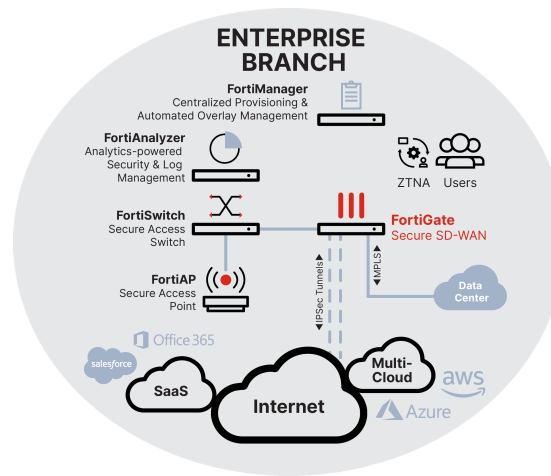 ENTERPRISE
BRANCH
FortiManager
Centralized Provisioning &
Automated Overlay Management
FortiAnalyzer
Analytics-powered
Security & Log
Management
ZTNA
Users
FortiSwitch
Secure Access
Switch
FortiGate
Secure SD-WAN
FortiAP
Secure Access
Point
◀IPSec Tunnels▶
◀MPLS▶
Data
Center
Office 365
salesforce
SaaS
Internet
Multi-
Cloud
aws
Azure